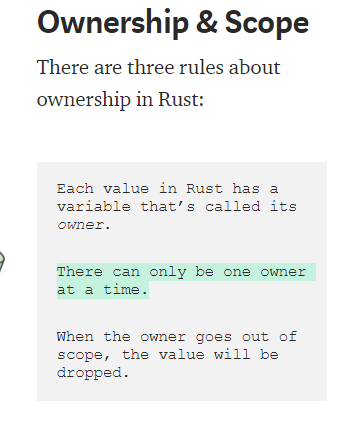 Ownership & Scope
There are three rules about
ownership in Rust:
Each value in Rust has a
variable that’s called its
owner.
There can only be one owner
at a time.
When the owner goes out of
scope, the value will be
dropped.